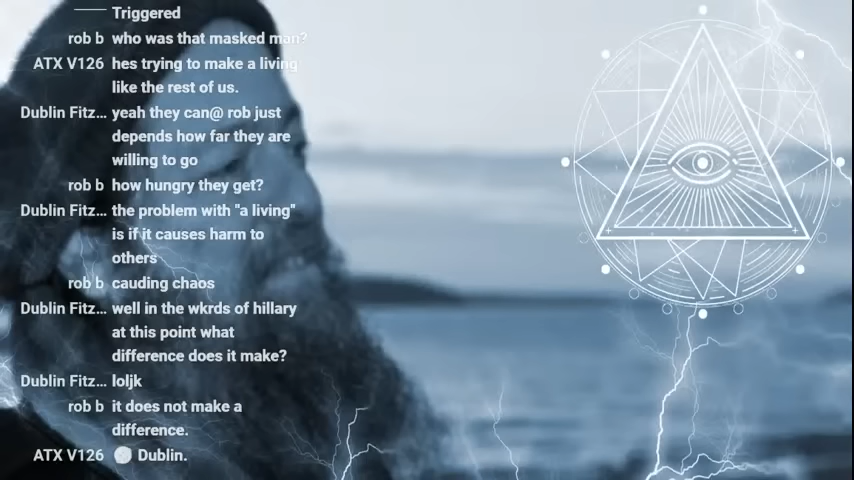 Triggered
rob b who was that masked man?
ATX V126 hes trying to make a living
like the rest of us.
Dublin Fitz... yeah they can@ rob just
depends how far they are
willing to go
rob b how hungry they get?
Dublin Fitz... the problem with "a living"
is if it causes harm to
others
rob b cauding chaos
Dublin Fitz... well in the wkrds of hillary
at this point what
difference does it make?
Dublin Fitz... loljk
rob b it does not make a
difference.
ATX V126 Dublin.